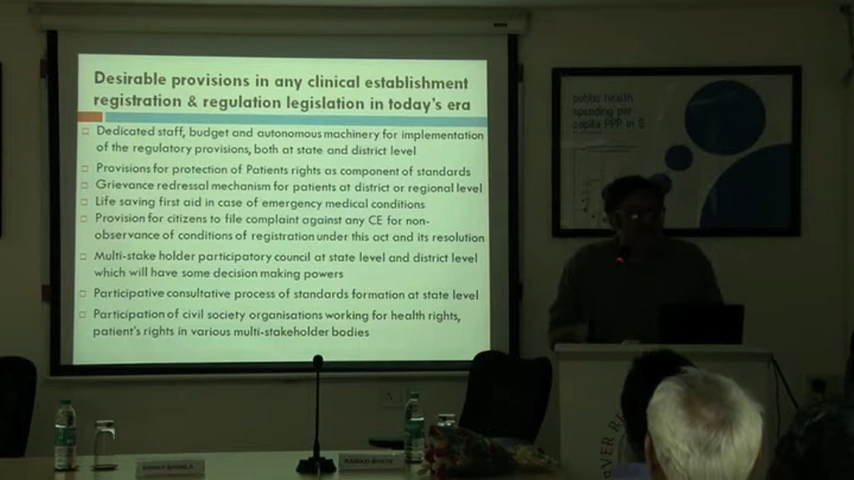 Desirable provisions in any clinical establishment
registration & regulation legislation in today's era
Dedicated staff, budget and autonomous machinery for implementation
of the regulatory provisions, both at state and district level
Provisions for protection of Patients rights as component of standards
Grievance redressal mechanism for patients at district or regional level
Life saving first aid in case of emergency medical conditions
Provision for citizens to file complaint against any CE for non-
observance of conditions of registration under this act and its resolution
Multi-stake holder participatory council at state level and district level
which will have some decision making powers
Participative consultative process of standards formation at state level
Participation of civil society organisations working for health rights,
patient's rights in various multi-stakeholder bodies
public health
spending per
capita PPP in $